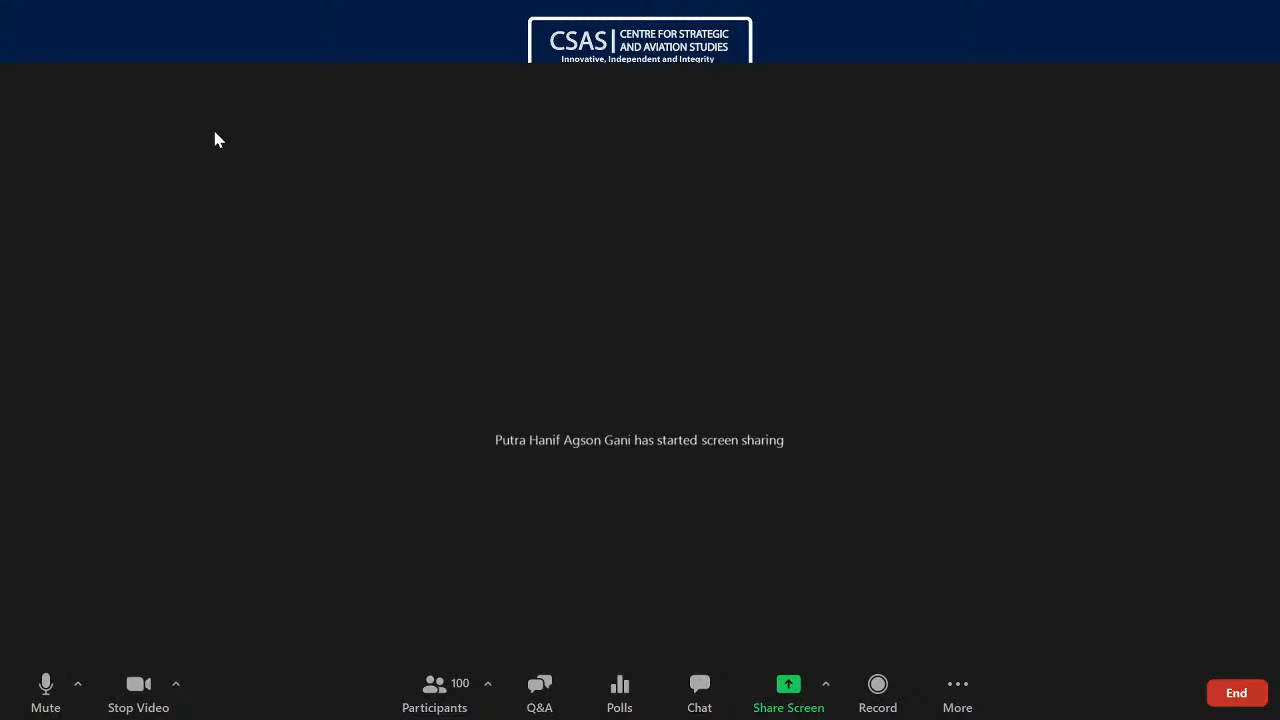 CSAS
CENTRE FOR STRATEGIC
AND AVIATION STUDIES
Innovative, Independent and Integrity
Putra Hanif Agson Gani has started screen sharing
Mute
Stop Video
100
Participants
Q&A
Polls
Chat
Share Screen
Record
More
End